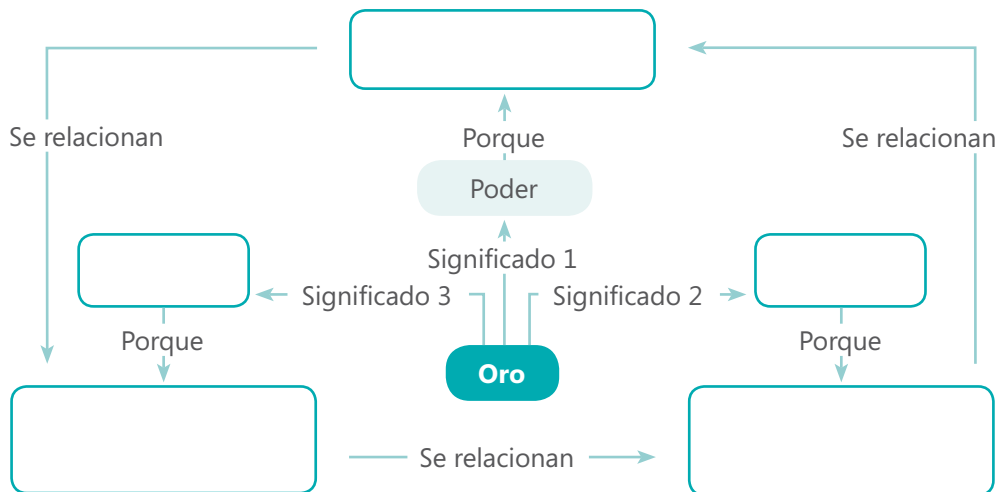 Se relacionan
Porque
Se relacionan
Poder
Significado 1
Significado 3
Significado 2
Porque
Oro
Porque
Se relacionan